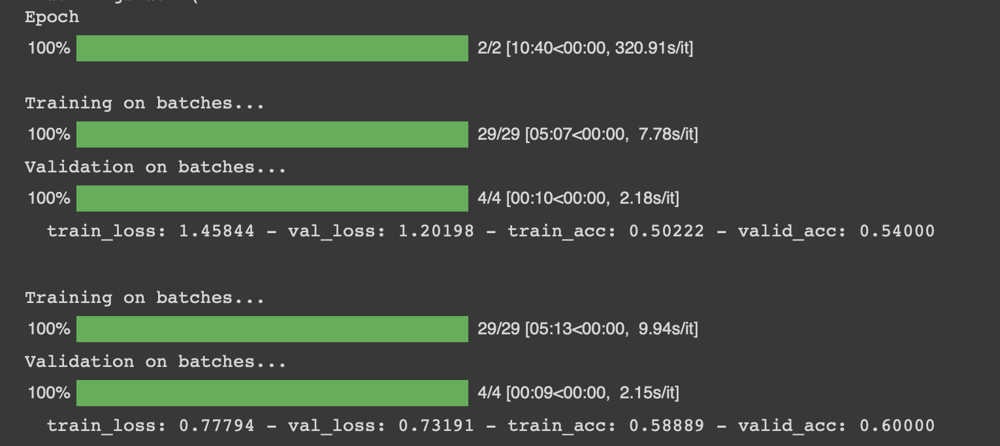 Epoch
100% 2/2 [10:40<00:00, 320.91s/it]
Training on batches...
100% 29/29 [05:07<00:00, 7.78s/it]
Validation on batches...
100% 4/4 [00:10<00:00, 2.18s/it]
train_loss: 1.45844 - val_loss: 1.20198 - train_acc: 0.50222 - valid_acc: 0.54000
Training on batches...
100% 29/29 [05:13<00:00, 9.94s/it]
Validation on batches...
100% 4/4 [00:09<00:00, 2.15s/it]
train_loss: 0.77794 - val_loss: 0.73191 - train_acc: 0.58889 - valid_acc: 0.60000